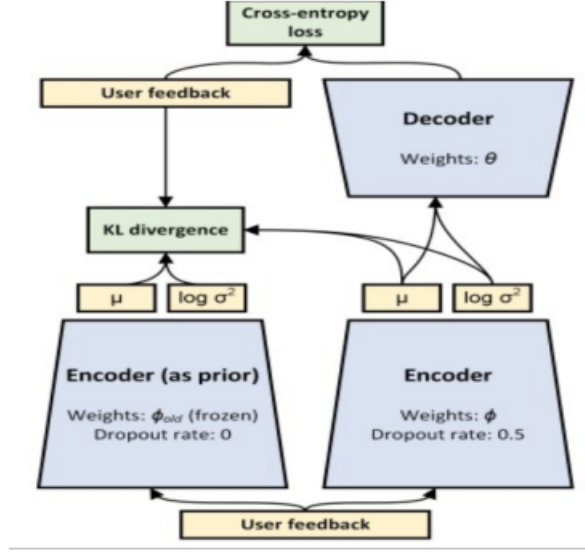 Cross-entropy
loss
User feedback
Decoder
Weights: θ
KL divergence
μ
log σ²
μ
log σ²
Encoder (as prior)
Weights: ϕold (frozen)
Dropout rate: 0
Encoder
Weights: ϕ
Dropout rate: 0.5
User feedback